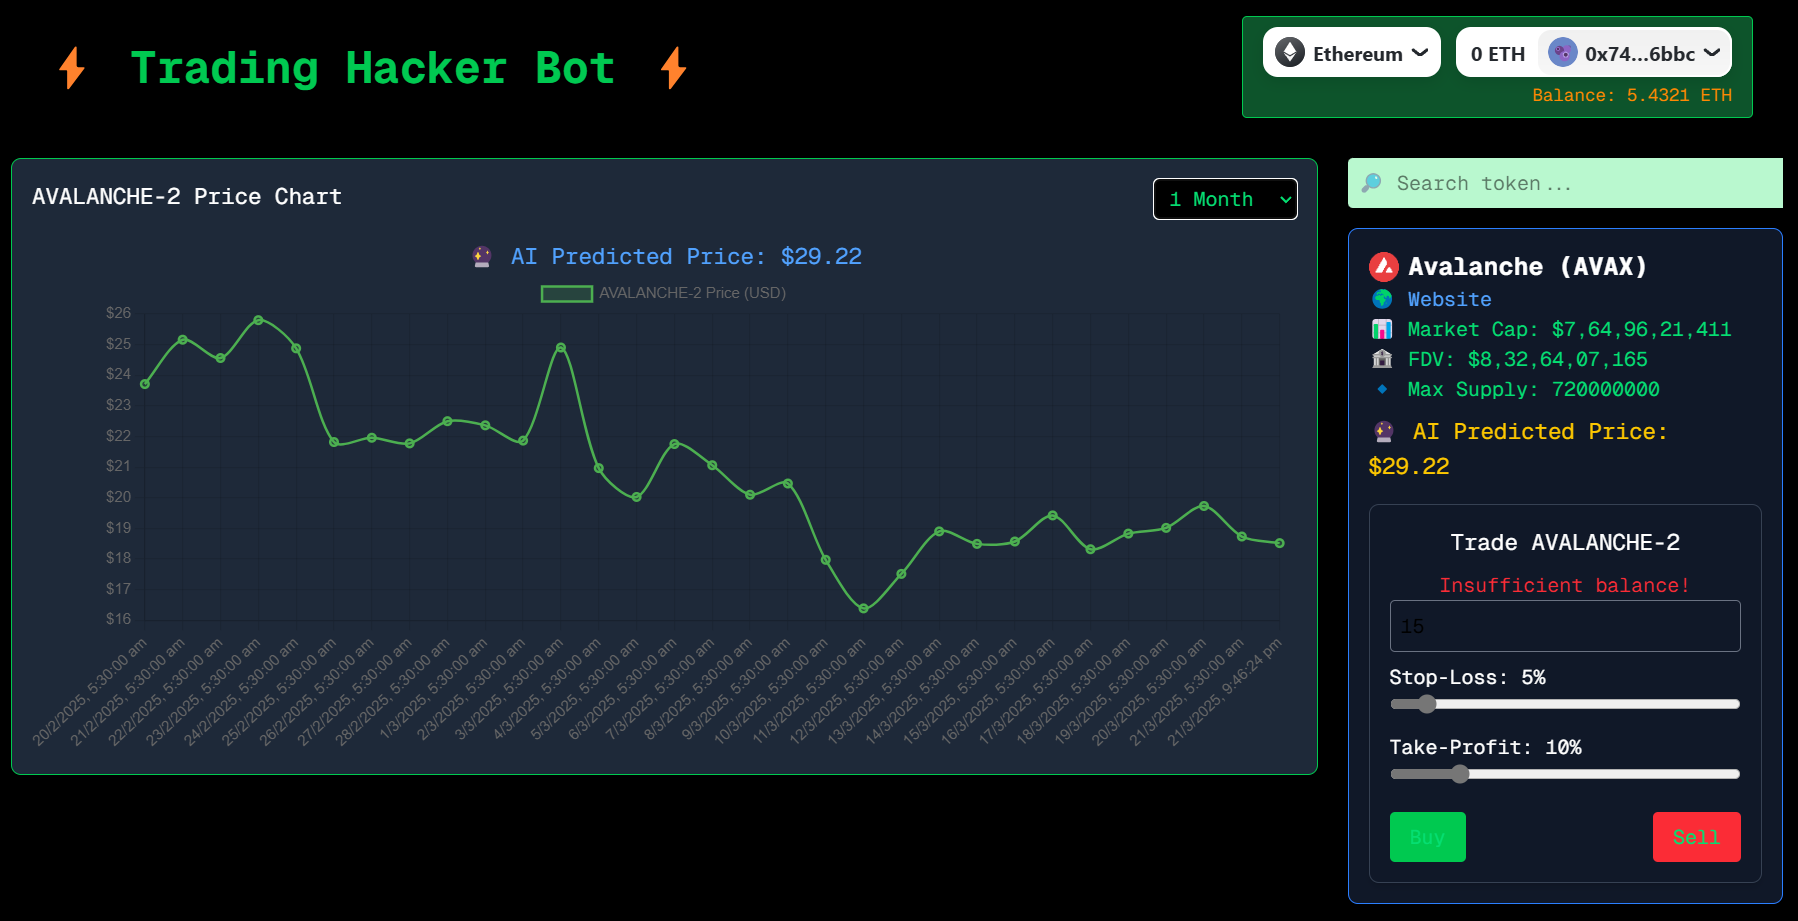 Trading Hacker Bot
Ethereum
0 ETH 0x74...6bbc
Balance: 5.4321 ETH
AVALANCHE-2 Price Chart
1 Month
AI Predicted Price: $29.22
AVALANCHE-2 Price (USD)
$26
$25
$24
$23
$22
$21
$20
$19
$18
$17
$16
20/2/2025, 5:30:00 am
21/2/2025, 5:30:00 am
22/2/2025, 5:30:00 am
23/2/2025, 5:30:00 am
24/2/2025, 5:30:00 am
25/2/2025, 5:30:00 am
26/2/2025, 5:30:00 am
27/2/2025, 5:30:00 am
28/2/2025, 5:30:00 am
1/3/2025, 5:30:00 am
2/3/2025, 5:30:00 am
3/3/2025, 5:30:00 am
4/3/2025, 5:30:00 am
5/3/2025, 5:30:00 am
6/3/2025, 5:30:00 am
7/3/2025, 5:30:00 am
8/3/2025, 5:30:00 am
9/3/2025, 5:30:00 am
10/3/2025, 5:30:00 am
11/3/2025, 5:30:00 am
12/3/2025, 5:30:00 am
13/3/2025, 5:30:00 am
14/3/2025, 5:30:00 am
15/3/2025, 5:30:00 am
16/3/2025, 5:30:00 am
17/3/2025, 5:30:00 am
18/3/2025, 5:30:00 am
19/3/2025, 5:30:00 am
20/3/2025, 5:30:00 am
21/3/2025, 5:30:00 am
21/3/2025, 9:46:24 pm
Search token...
Avalanche (AVAX)
Website
Market Cap: $7,64,96,21,411
FDV: $8,32,64,07,165
Max Supply: 720000000
AI Predicted Price:
$29.22
Trade AVALANCHE-2
Insufficient balance!
15
Stop-Loss: 5%
Take-Profit: 10%
Buy
Sell